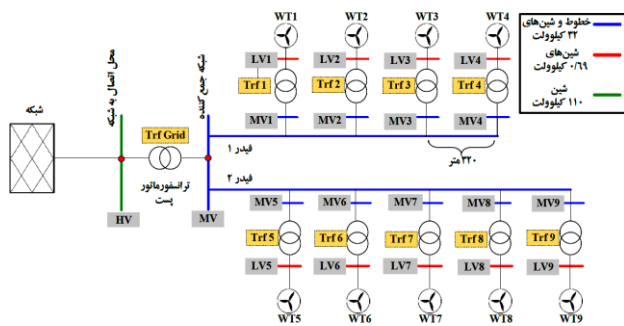 WT1 WT2 WT3 WT4
LV1 LV2 LV3 LV4
Trf 1 Trf 2 Trf 3 Trf 4
MV1 MV2 MV3 MV4
خطوط و شین‌های
۳۲ کیلوولت
شین‌های
۰/۶۹ کیلوولت
شین
۱۱۰ کیلوولت
شبکه
محل اتصال به شبکه
شبکه جمع کننده
Trf Grid
ترانسفورماتور
پست
HV
MV
فیدر ۱
۳۲۰ متر
فیدر ۲
MV5 MV6 MV7 MV8 MV9
Trf 5 Trf 6 Trf 7 Trf 8 Trf 9
LV5 LV6 LV7 LV8 LV9
WT5 WT6 WT7 WT8 WT9